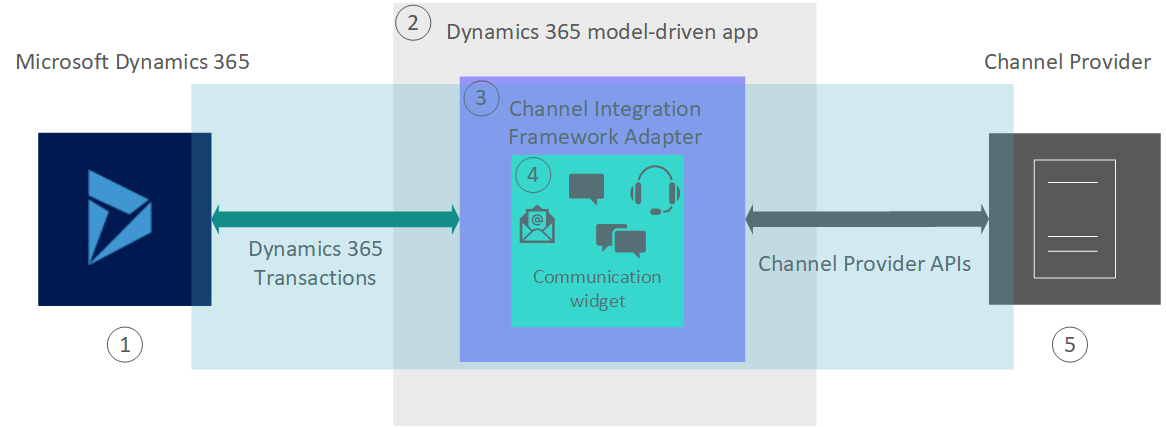 2
Dynamics 365 model-driven app
Microsoft Dynamics 365
Channel Provider
3
Channel Integration
Framework Adapter
4
@
Dynamics 365
Transactions
Channel Provider APIs
Communication
widget
1
5